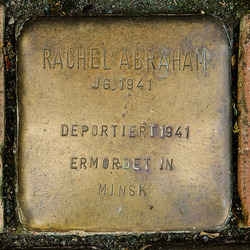 RACHEL ABRAHAM
JG. 1941
DEPORTIERT 1941
ERMORDET IN
MINSK